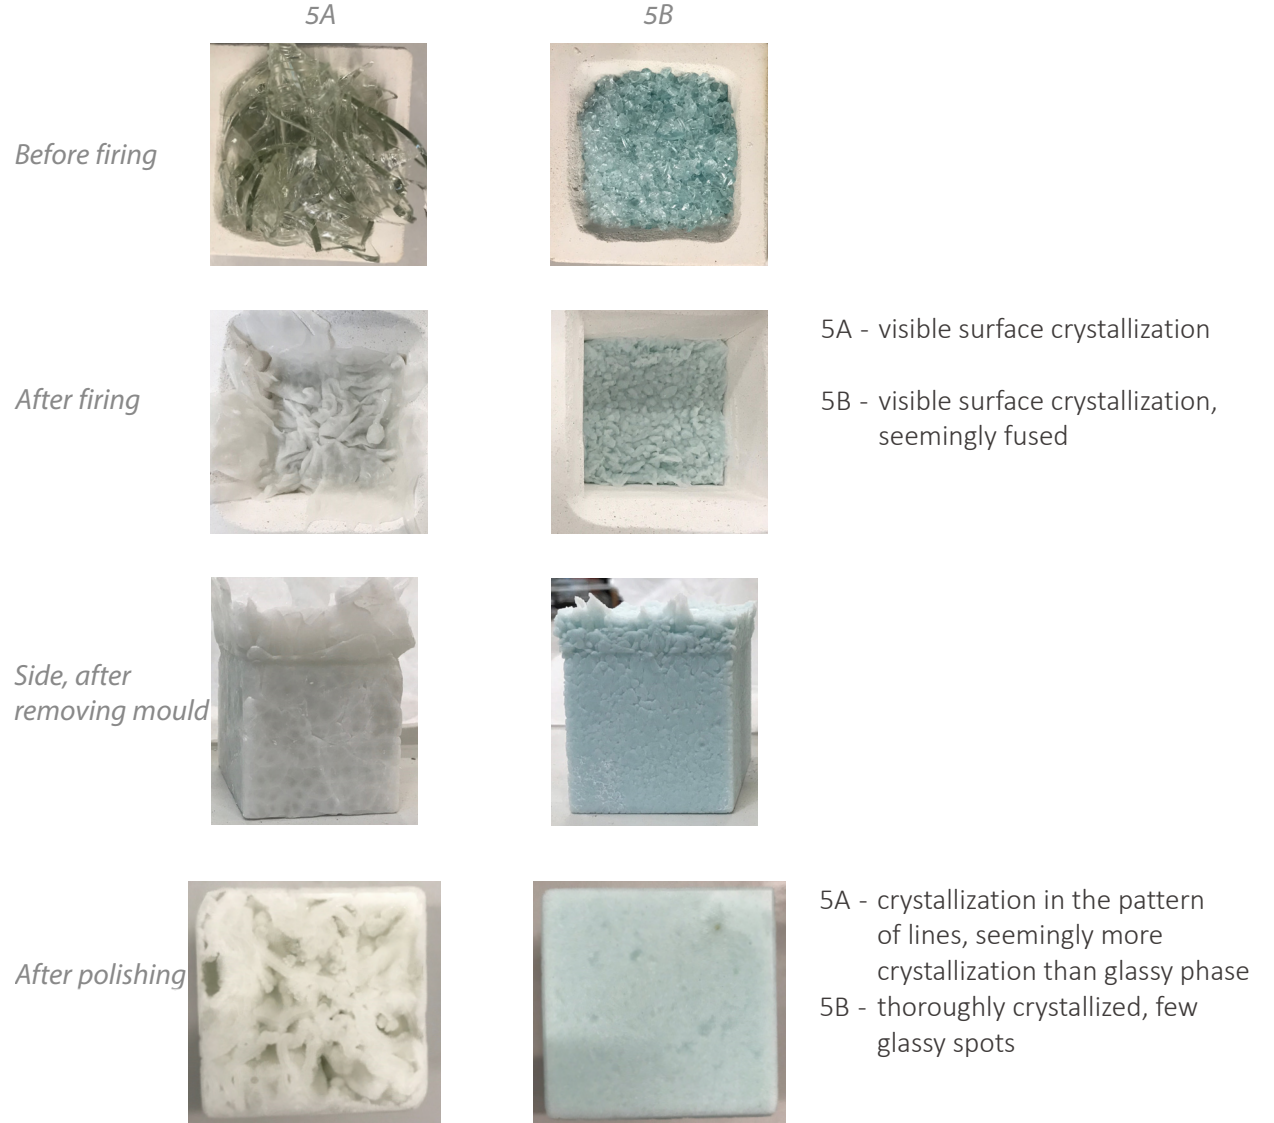 5A 5B
Before firing
5A - visible surface crystallization
After firing
5B - visible surface crystallization,
seemingly fused
Side, after
removing mould
5A - crystallization in the pattern
of lines, seemingly more
After polishing
crystallization than glassy phase
5B - thoroughly crystallized, few
glassy spots